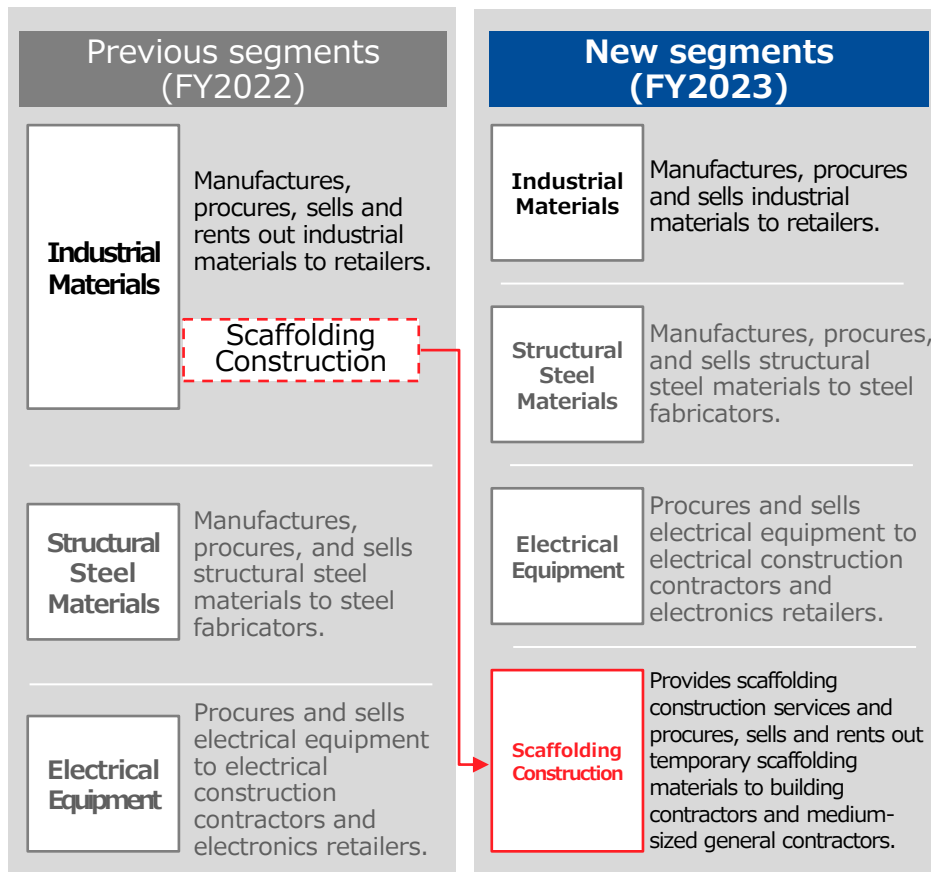 Previous segments
(FY2022)
Industrial
Materials
Manufactures,
procures, sells and
rents out industrial
materials to retailers.
Scaffolding
Construction
Structural
Steel
Materials
Manufactures,
procures, and sells
structural steel
materials to steel
fabricators.
Electrical
Equipment
Procures and sells
electrical equipment
to electrical
construction
contractors and
electronics retailers.
New segments
(FY2023)
Industrial
Materials
Manufactures, procures
and sells industrial
materials to retailers.
Structural
Steel
Materials
Manufactures, procures,
and sells structural
steel materials to steel
fabricators.
Electrical
Equipment
Procures and sells
electrical equipment to
electrical construction
contractors and
electronics retailers.
Scaffolding
Construction
Provides scaffolding
construction services and
procures, sells and rents out
temporary scaffolding
materials to building
contractors and medium-
sized general contractors.